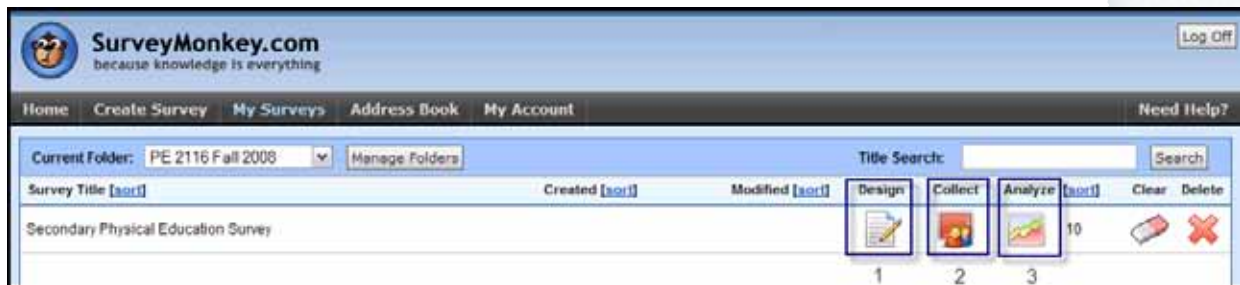 SurveyMonkey.com
because knowledge is everything
Log Off
Home Create Survey My Surveys Address Book My Account Need Help?
Current Folder: PE 2116 Fall 2008 Manage Folders Title Search: Search
Survey Title [sort] Created [sort] Modified [sort] Design Collect Analyze [sort] Clear Delete
Secondary Physical Education Survey 10
1 2 3